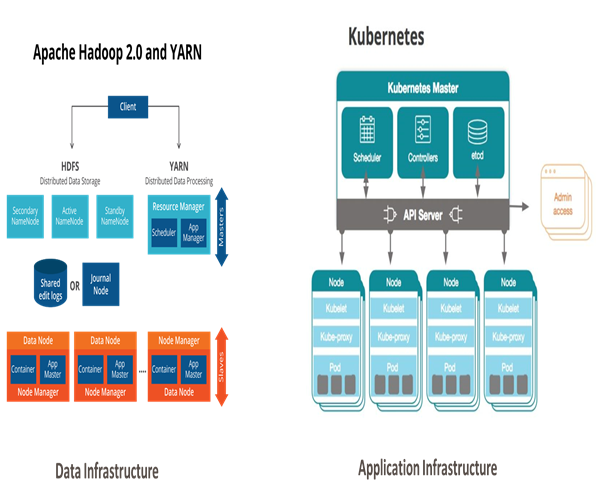 Apache Hadoop 2.0 and YARN
Client
HDFS
Distributed Data Storage
YARN
Distributed Data Processing
Secondary
NameNode
Active
NameNode
Standby
NameNode
Resource Manager
Scheduler
App
Manager
Masters
Shared
edit logs
OR
Journal
Node
Data Node
Container
App
Master
Node Manager
Data Node
Container
App
Master
Node Manager
....
Node Manager
Container
App
Master
Data Node
Slaves
Data Infrastructure
Kubernetes
Kubernetes Master
Scheduler
Controllers
etcd
API Server
Admin
access
Node
Kubelet
Kube-proxy
Pod
Node
Kubelet
Kube-proxy
Pod
Node
Kubelet
Kube-proxy
Pod
Node
Kubelet
Kube-proxy
Pod
Application Infrastructure